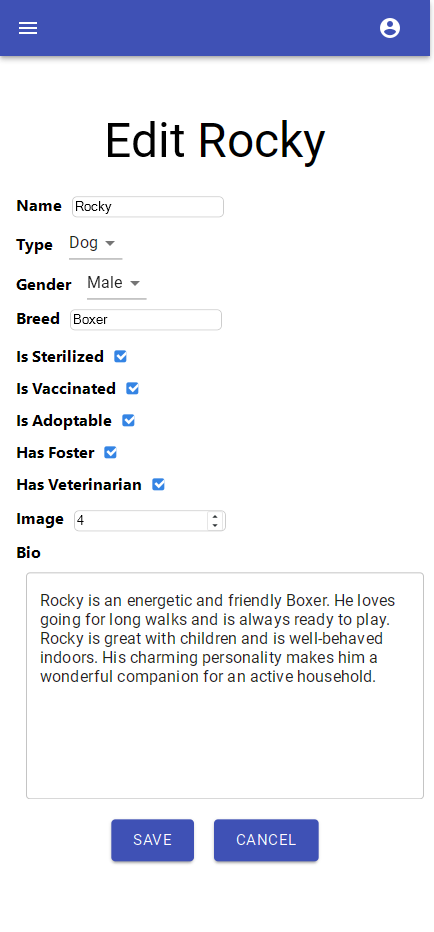 Edit Rocky
Name Rocky
Type Dog
Gender Male
Breed Boxer
Is Sterilized
Is Vaccinated
Is Adoptable
Has Foster
Has Veterinarian
Image 4
Bio
Rocky is an energetic and friendly Boxer. He loves
going for long walks and is always ready to play.
Rocky is great with children and is well-behaved
indoors. His charming personality makes him a
wonderful companion for an active household.
SAVE CANCEL